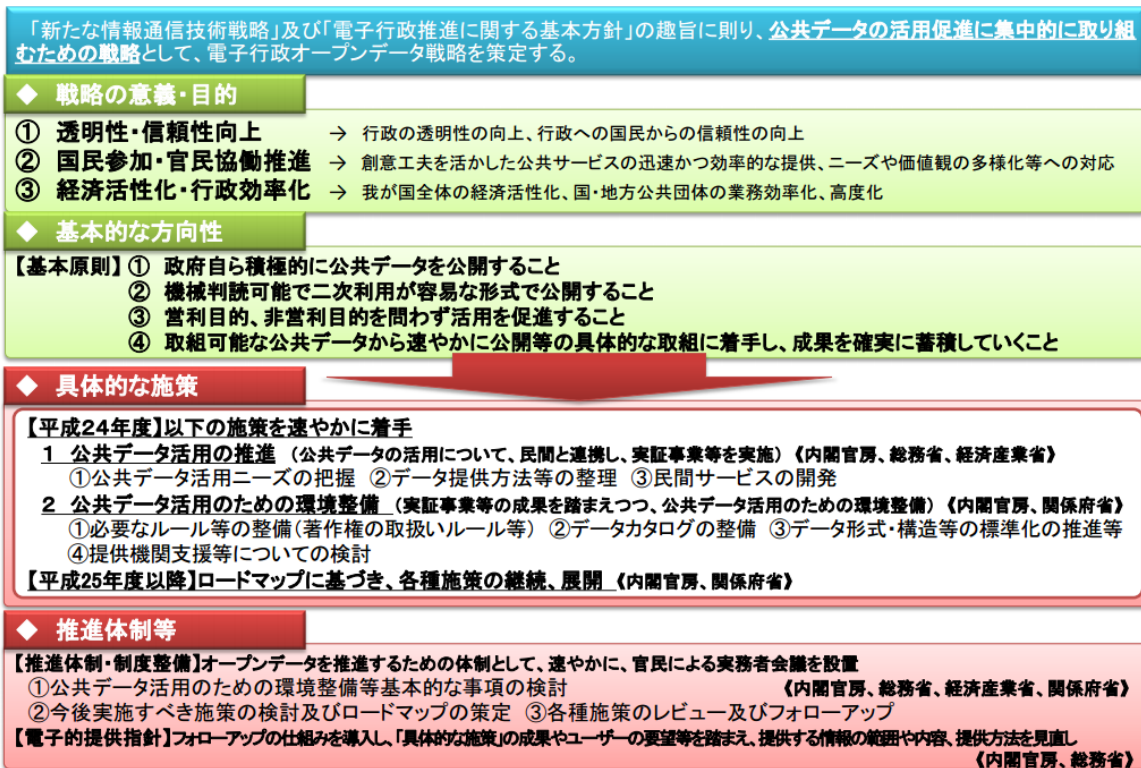 「新たな情報通信技術戦略」及び「電子行政推進に関する基本方針」の趣旨に則り、公共データの活用促進に集中的に取り組
むための戦略として、電子行政オープンデータ戦略を策定する。
◆ 戦略の意義・目的
① 透明性・信頼性向上 → 行政の透明性の向上、行政への国民からの信頼性の向上
② 国民参加・官民協働推進 → 創意工夫を活かした公共サービスの迅速かつ効率的な提供、ニーズや価値観の多様化等への対応
③ 経済活性化・行政効率化 → 我が国全体の経済活性化、国・地方公共団体の業務効率化、高度化
◆ 基本的な方向性
【基本原則】① 政府自ら積極的に公共データを公開すること
② 機械判読可能で二次利用が容易な形式で公開すること
③ 営利目的、非営利目的を問わず活用を促進すること
④ 取組可能な公共データから速やかに公開等の具体的な取組に着手し、成果を確実に蓄積していくこと
◆ 具体的な施策
【平成24年度】以下の施策を速やかに着手
1 公共データ活用の推進 (公共データの活用について、民間と連携し、実証事業等を実施) 《内閣官房、総務省、経済産業省》
①公共データ活用ニーズの把握 ②データ提供方法等の整理 ③民間サービスの開発
2 公共データ活用のための環境整備 (実証事業等の成果を踏まえつつ、公共データ活用のための環境整備) 《内閣官房、関係府省》
①必要なルール等の整備(著作権の取扱いルール等) ②データカタログの整備 ③データ形式・構造等の標準化の推進等
④提供機関支援等についての検討
【平成25年度以降】ロードマップに基づき、各種施策の継続、展開 《内閣官房、関係府省》
◆ 推進体制等
【推進体制・制度整備】オープンデータを推進するための体制として、速やかに、官民による実務者会議を設置
①公共データ活用のための環境整備等基本的な事項の検討 《内閣官房、総務省、経済産業省、関係府省》
②今後実施すべき施策の検討及びロードマップの策定 ③各種施策のレビュー及びフォローアップ
【電子的提供指針】フォローアップの仕組みを導入し、「具体的な施策」の成果やユーザーの要望等を踏まえ、提供する情報の範囲や内容、提供方法を見直し
《内閣官房、総務省》